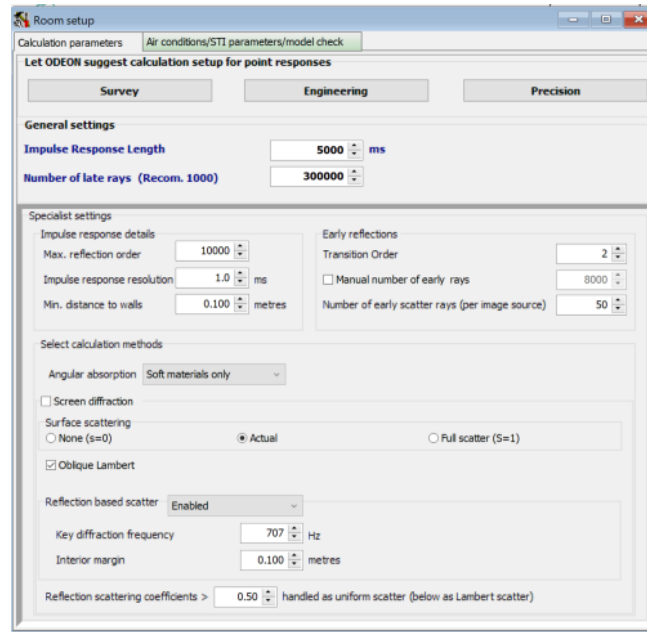 Room setup
Calculation parameters Air conditions/STI parameters/model check
Let ODEON suggest calculation setup for point responses
Survey Engineering Precision
General settings
Impulse Response Length 5000 ms
Number of late rays (Recom. 1000) 300000
Specialist settings
Impulse response details
Max. reflection order 10000
Impulse response resolution 1.0 ms
Min. distance to walls 0.100 metres
Early reflections
Transition Order 2
Manual number of early rays 8000
Number of early scatter rays (per image source) 50
Select calculation methods
Angular absorption Soft materials only
Screen diffraction
Surface scattering
None (s=0) Actual Full scatter (S=1)
Oblique Lambert
Reflection based scatter Enabled
Key diffraction frequency 707 Hz
Interior margin 0.100 metres
Reflection scattering coefficients > 0.50 handled as uniform scatter (below as Lambert scatter)